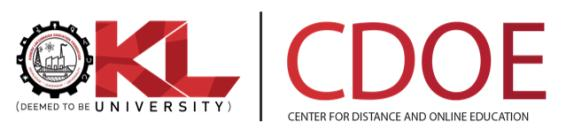 KL
(DEEMED TO BE UNIVERSITY)
CDOE
CENTER FOR DISTANCE AND ONLINE EDUCATION